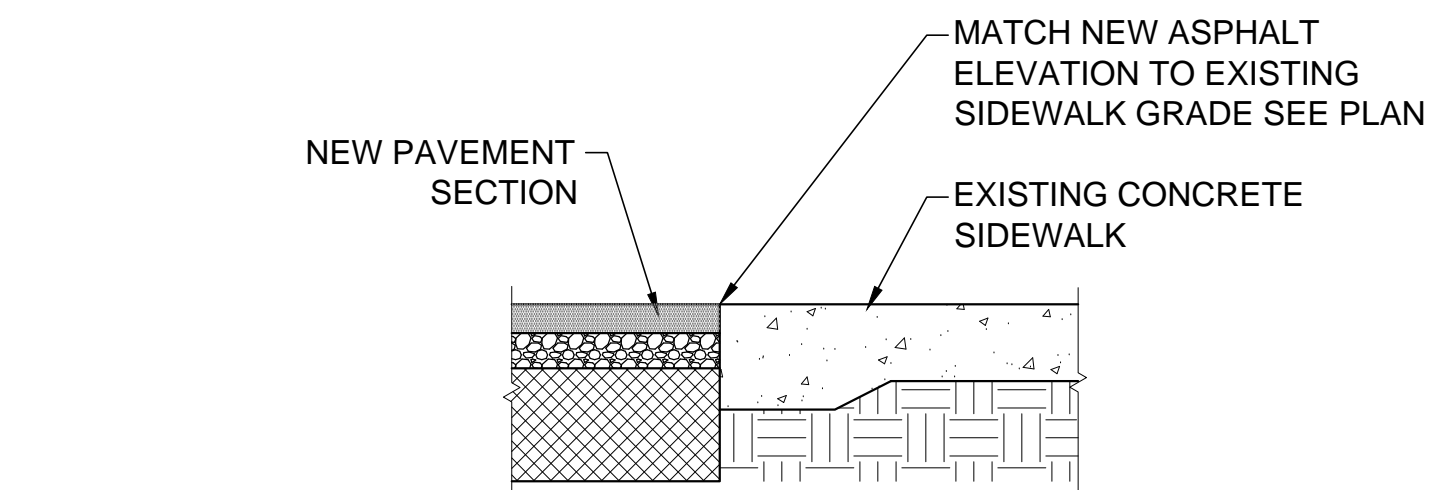 MATCH NEW ASPHALT
ELEVATION TO EXISTING
SIDEWALK GRADE SEE PLAN
NEW PAVEMENT
SECTION
EXISTING CONCRETE
SIDEWALK